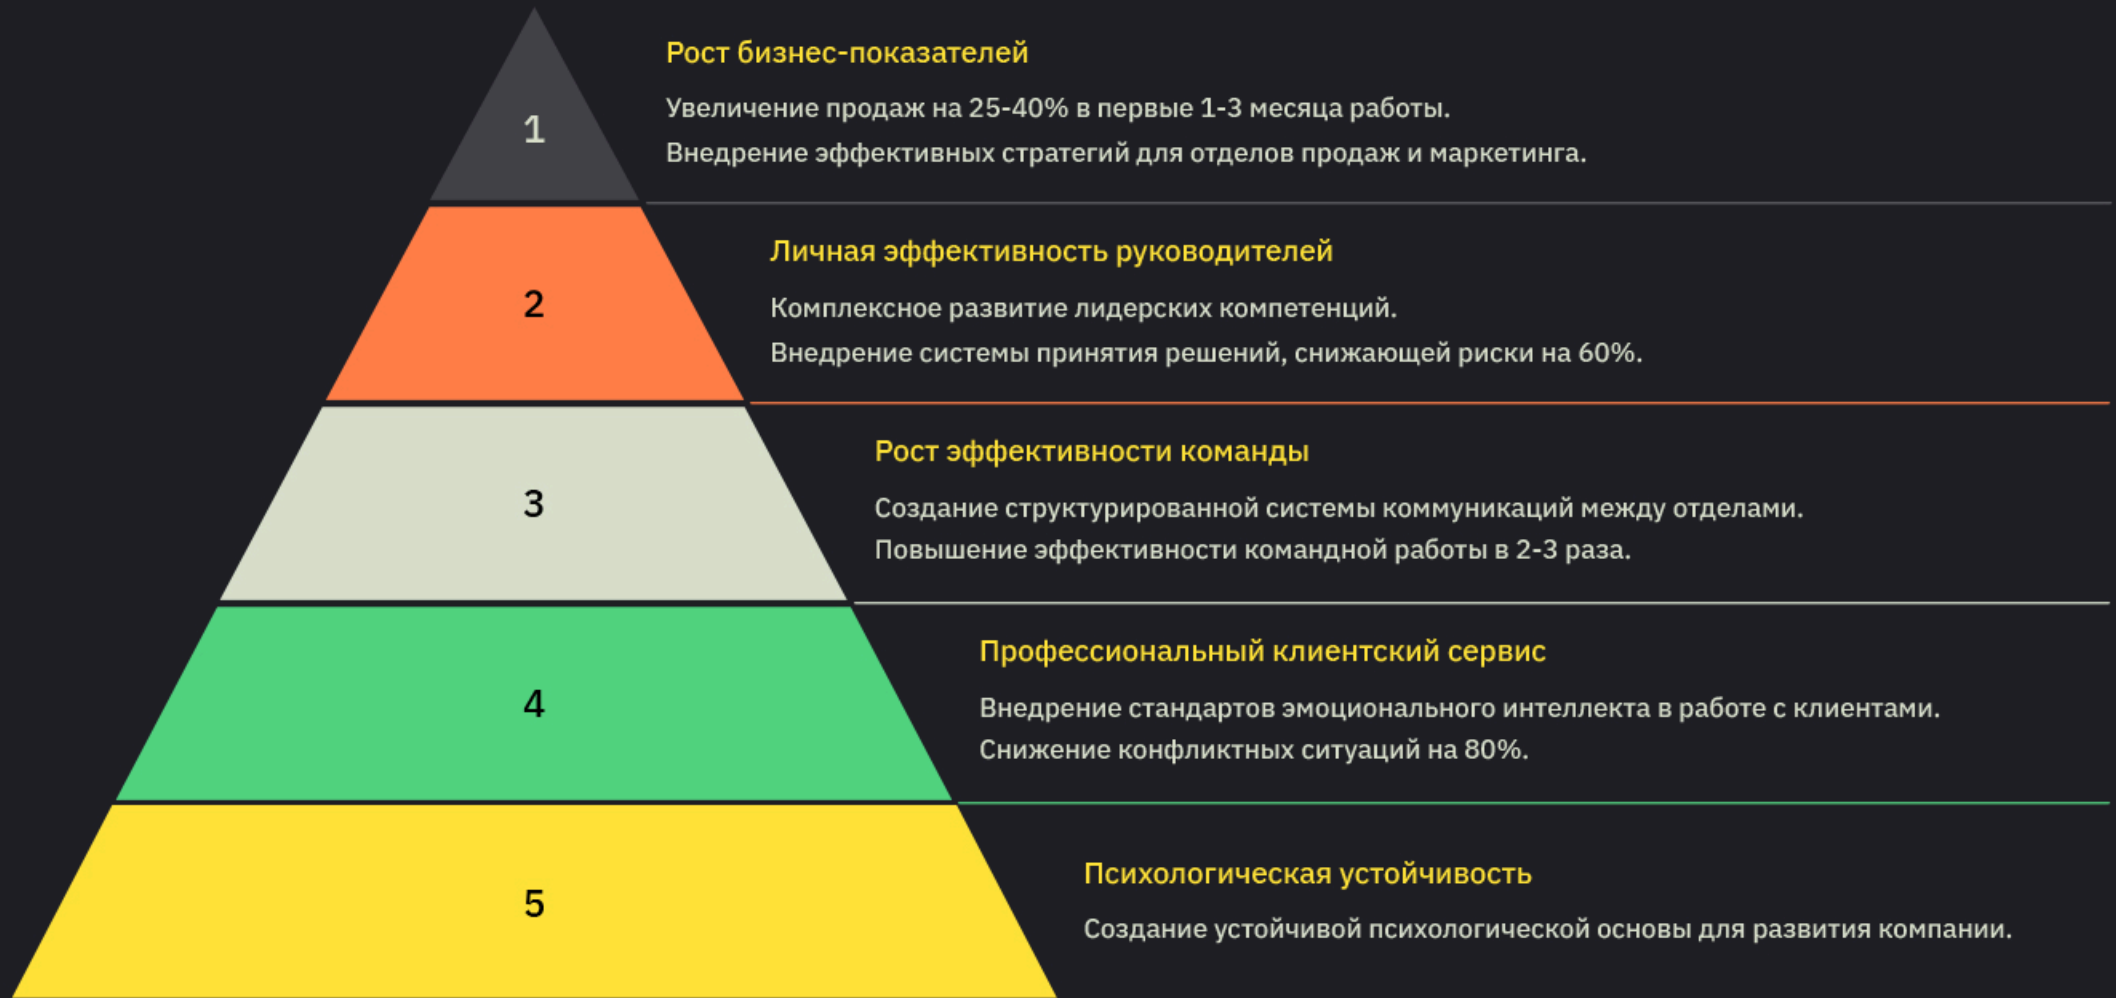 1
Рост бизнес-показателей
Увеличение продаж на 25-40% в первые 1-3 месяца работы.
Внедрение эффективных стратегий для отделов продаж и маркетинга.
2
Личная эффективность руководителей
Комплексное развитие лидерских компетенций.
Внедрение системы принятия решений, снижающей риски на 60%.
3
Рост эффективности команды
Создание структурированной системы коммуникаций между отделами.
Повышение эффективности командной работы в 2-3 раза.
4
Профессиональный клиентский сервис
Внедрение стандартов эмоционального интеллекта в работе с клиентами.
Снижение конфликтных ситуаций на 80%.
5
Психологическая устойчивость
Создание устойчивой психологической основы для развития компании.